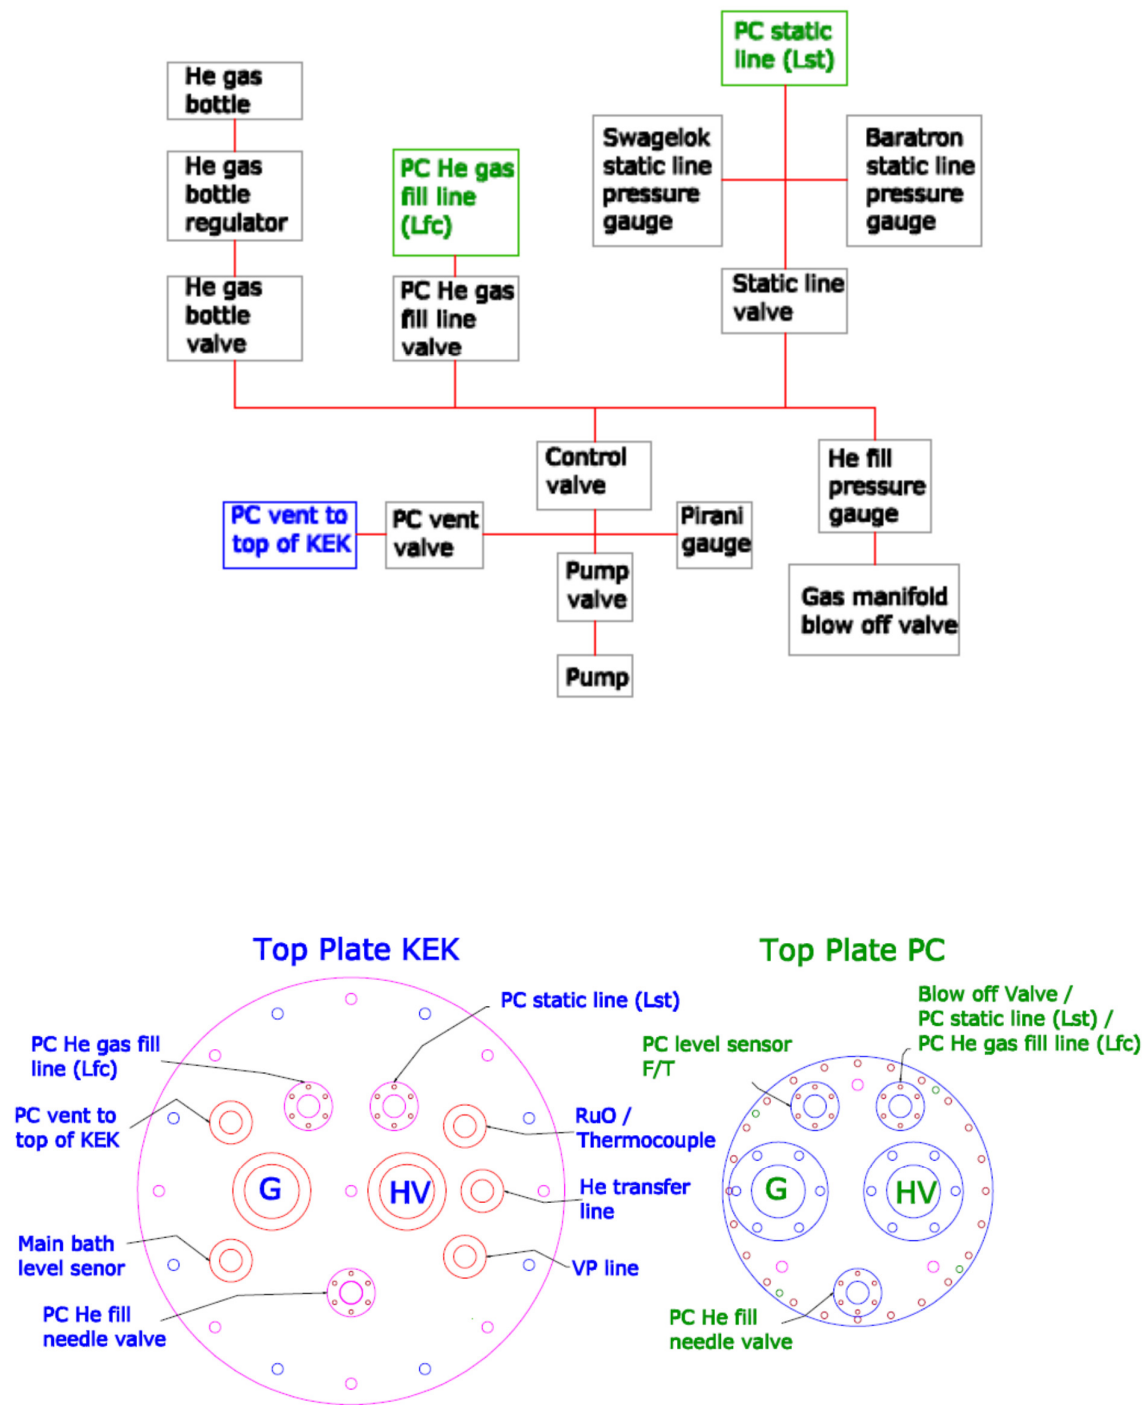 PC static
line (Lst)
He gas
bottle
Swagelok
static line
pressure
gauge
Baratron
static line
pressure
gauge
He gas
bottle
regulator
PC He gas
fill line
(Lfc)
Static line
valve
He gas
bottle
valve
PC He gas
fill line
valve
Control
valve
He fill
pressure
gauge
PC vent to
top of KEK
PC vent
valve
Pirani
gauge
Pump
valve
Gas manifold
blow off valve
Pump
Top Plate KEK
PC static line (Lst)
PC He gas fill
line (Lfc)
PC vent to
top of KEK
RuO /
Thermocouple
G
HV
He transfer
line
Main bath
level senor
VP line
PC He fill
needle valve
Top Plate PC
Blow off Valve /
PC static line (Lst) /
PC He gas fill line (Lfc)
PC level sensor
F/T
G
HV
PC He fill
needle valve